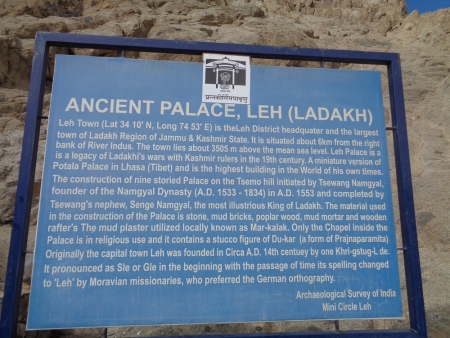 प्रत्नकीर्तिमपावृणु
ANCIENT PALACE, LEH (LADAKH)
Leh Town (Lat 34 10' N, Long 74 53' E) is theLeh District headquater and the largest
town of Ladakh Region of Jammu & Kashmir State. It is situated about 6km from the right
bank of River Indus. The town lies about 3505 m above the mean sea level. Leh Palace is a
is a legacy of Ladakhi's wars with Kashmir rulers in the 19th century. A miniature version of
Potala Palace in Lhasa (Tibet) and is the highest building in the World of his own times.
The construction of nine storied Palace on the Tsemo hill initiated by Tsewang Namgyal,
founder of the Namgyal Dynasty (A.D. 1533 - 1834) in A.D. 1553 and completed by
Tsewang's nephew, Senge Namgyal, the most illustrious King of Ladakh. The material used
in the construction of the Palace is stone, mud bricks, poplar wood, mud mortar and wooden
rafter's The mud plaster utilized locally known as Mar-kalak. Only the Chapel inside the
Palace is in religious use and it contains a stucco figure of Du-kar (a form of Prajnaparamita)
Originally the capital town Leh was founded in Circa A.D. 14th centuey by one Khri-gstug-L de.
It pronounced as Sle or Gle in the beginning with the passage of time its spelling changed
to 'Leh' by Moravian missionaries, who preferred the German orthography.
Archaeological Survey of India
Mini Circle Leh